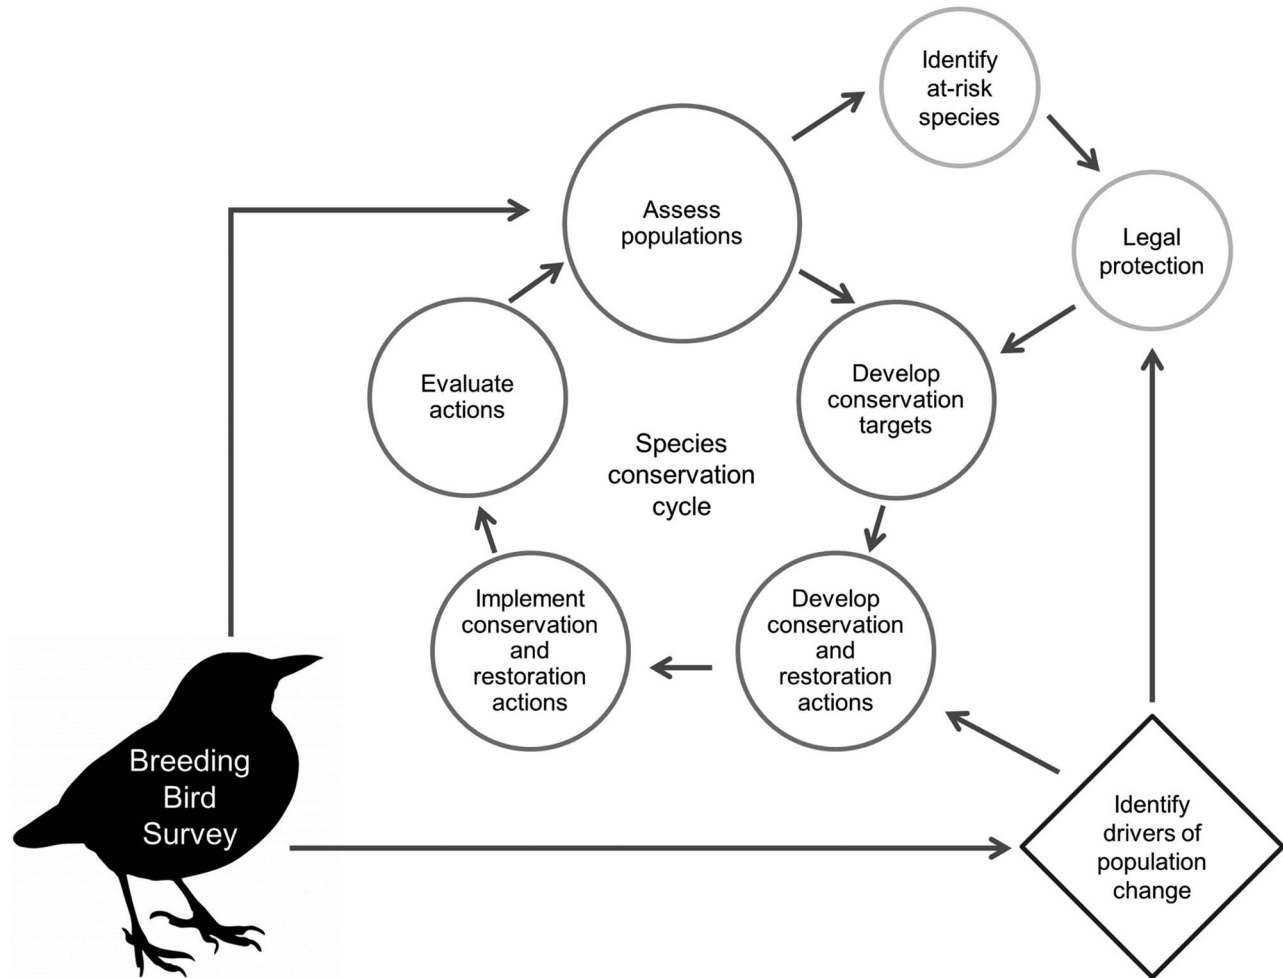 Identify
at-risk
species
Assess
populations
Legal
protection
Evaluate
actions
Develop
conservation
targets
Species
conservation
cycle
Implement
conservation
and
restoration
actions
Develop
conservation
and
restoration
actions
Breeding
Bird
Survey
Identify
drivers of
population
change